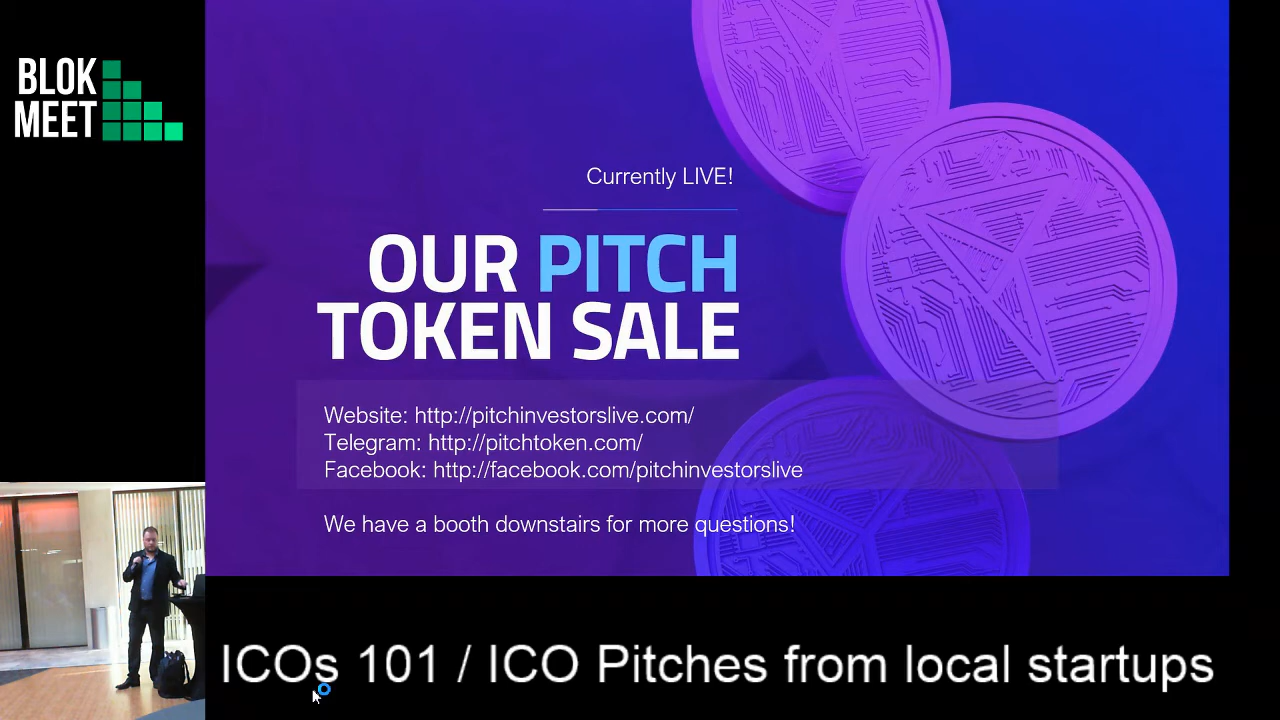 BLOK
MEET
Currently LIVE!
OUR PITCH
TOKEN SALE
Website: http://pitchinvestorslive.com/
Telegram: http://pitchtoken.com/
Facebook: http://facebook.com/pitchinvestorslive
We have a booth downstairs for more questions!
ICOs 101 / ICO Pitches from local startups